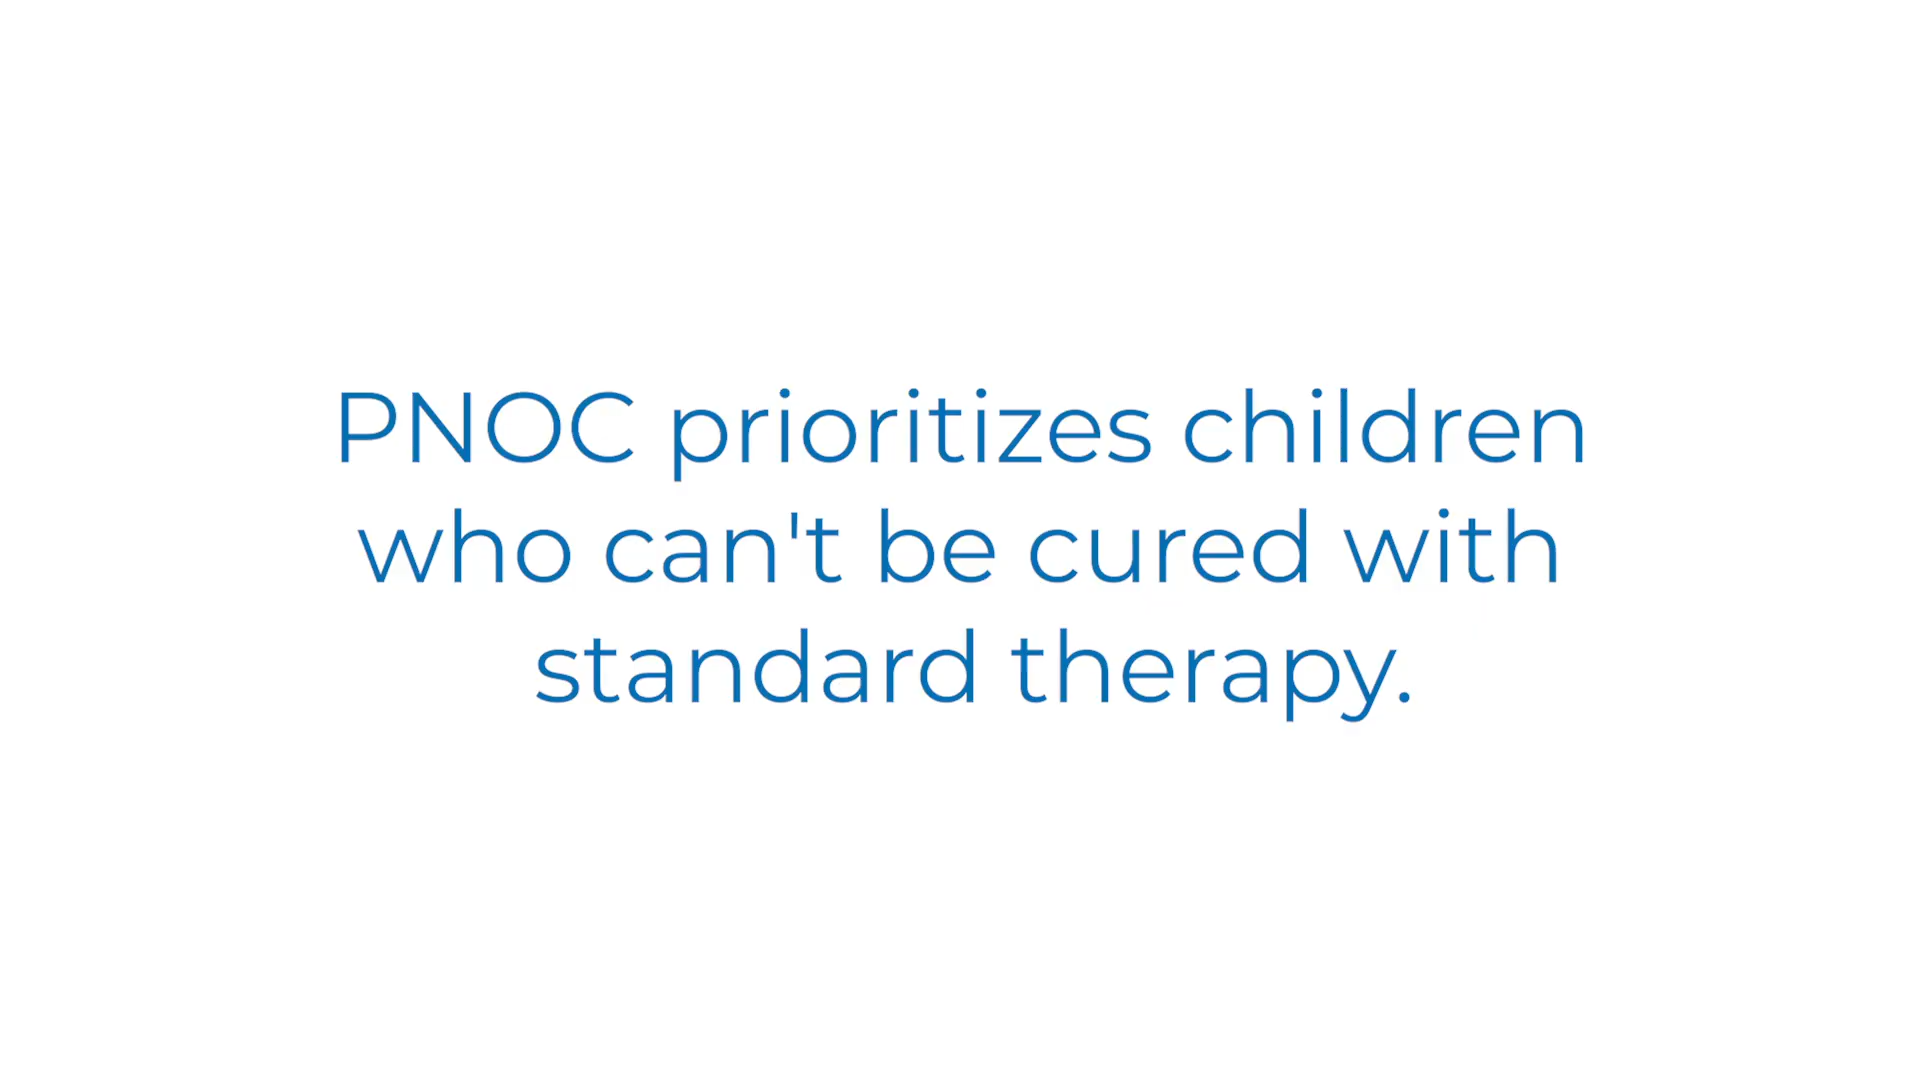 PNOC prioritizes children
who can't be cured with
standard therapy.